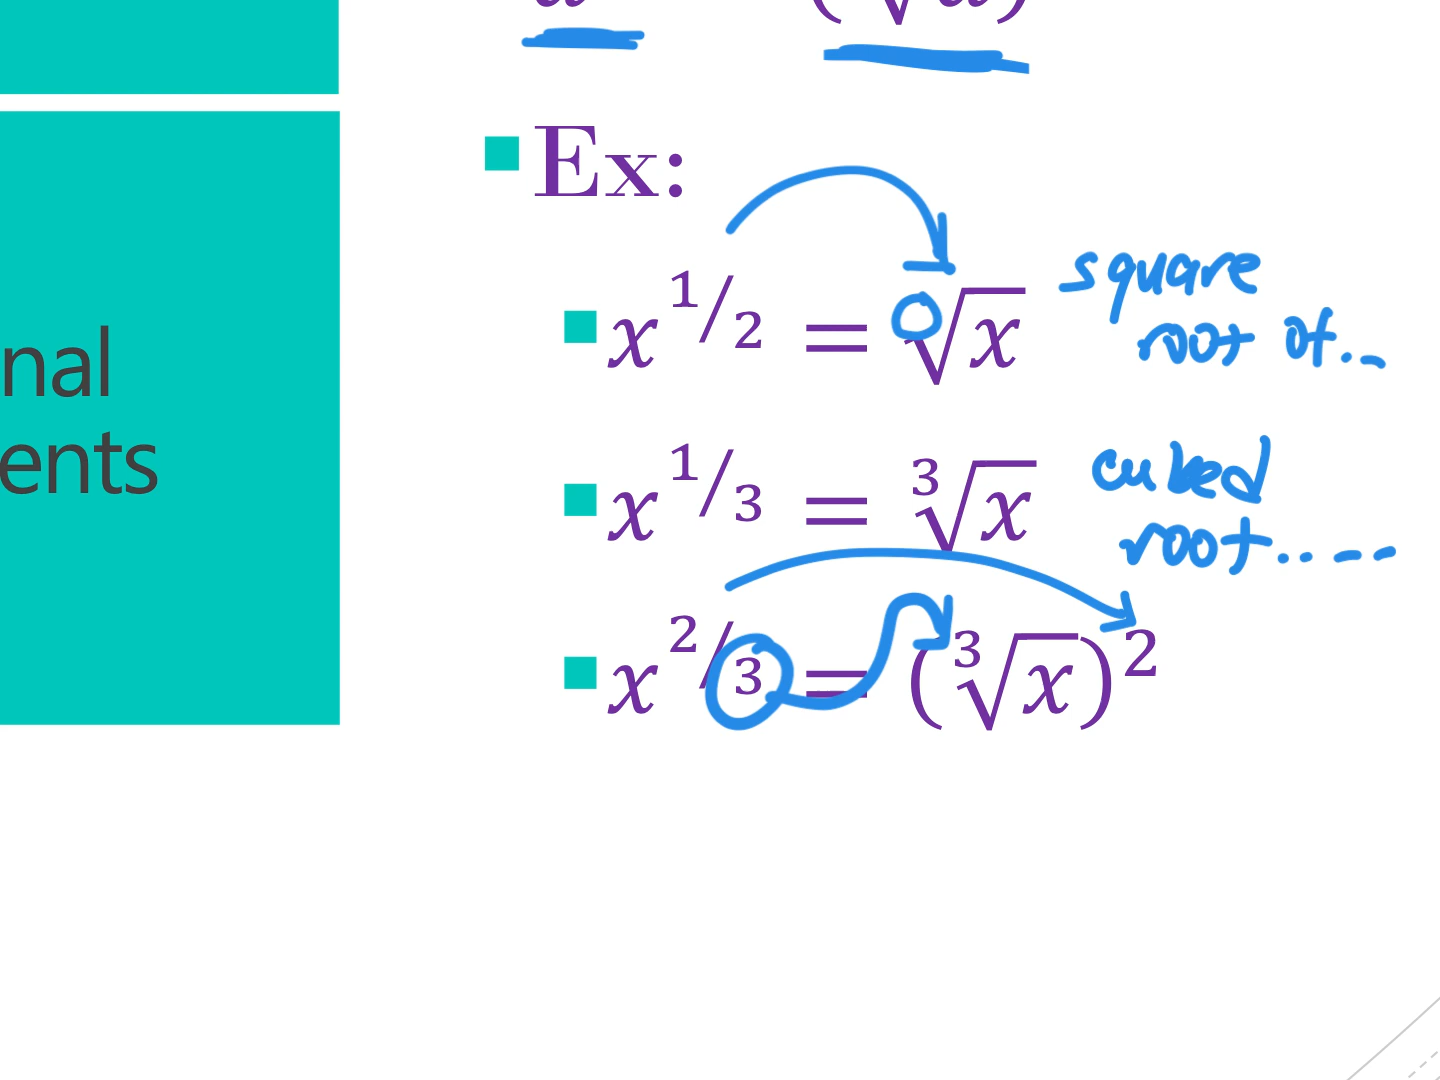 nal
ents
Ex:
x^{1/2} = √x
square
root of...
x^{1/3} = ∛x
cubed
root.....
x^{2/3} = (∛x)^2